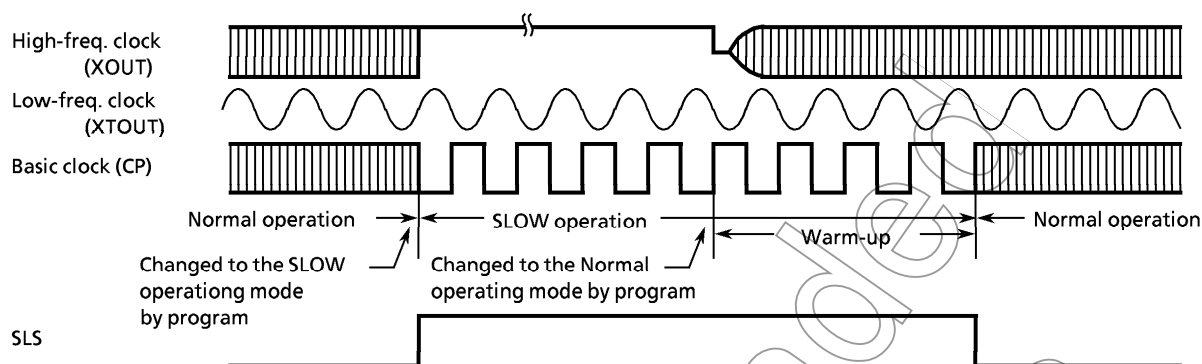 High-freq. clock
(XOUT)
Low-freq. clock
(XTOUT)
Basic clock (CP)
Normal operation
SLOW operation
Normal operation
Warm-up
Changed to the SLOW
operationg mode
by program
Changed to the Normal
operating mode by program
SLS